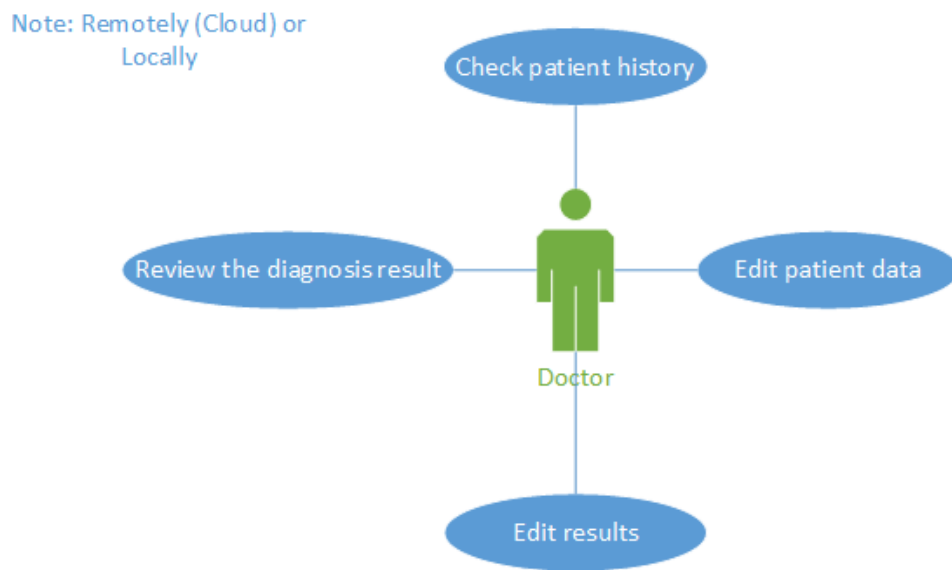 Note: Remotely (Cloud) or
Locally
Check patient history
Review the diagnosis result
Edit patient data
Doctor
Edit results